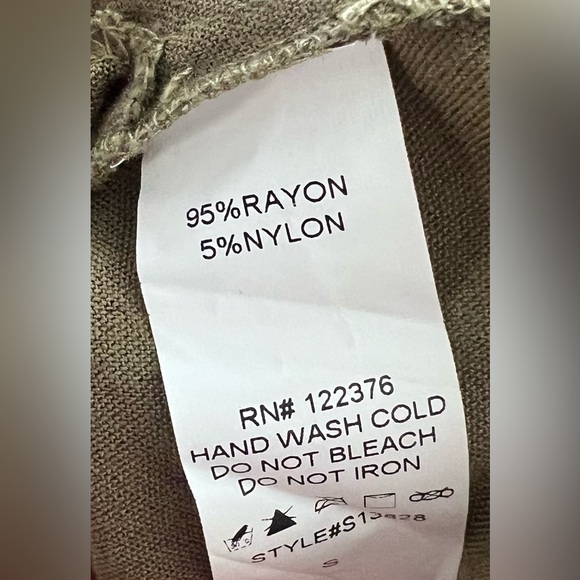 95%RAYON
5%NYLON
RN# 122376
HAND WASH COLD
DO NOT BLEACH
DO NOT IRON
S